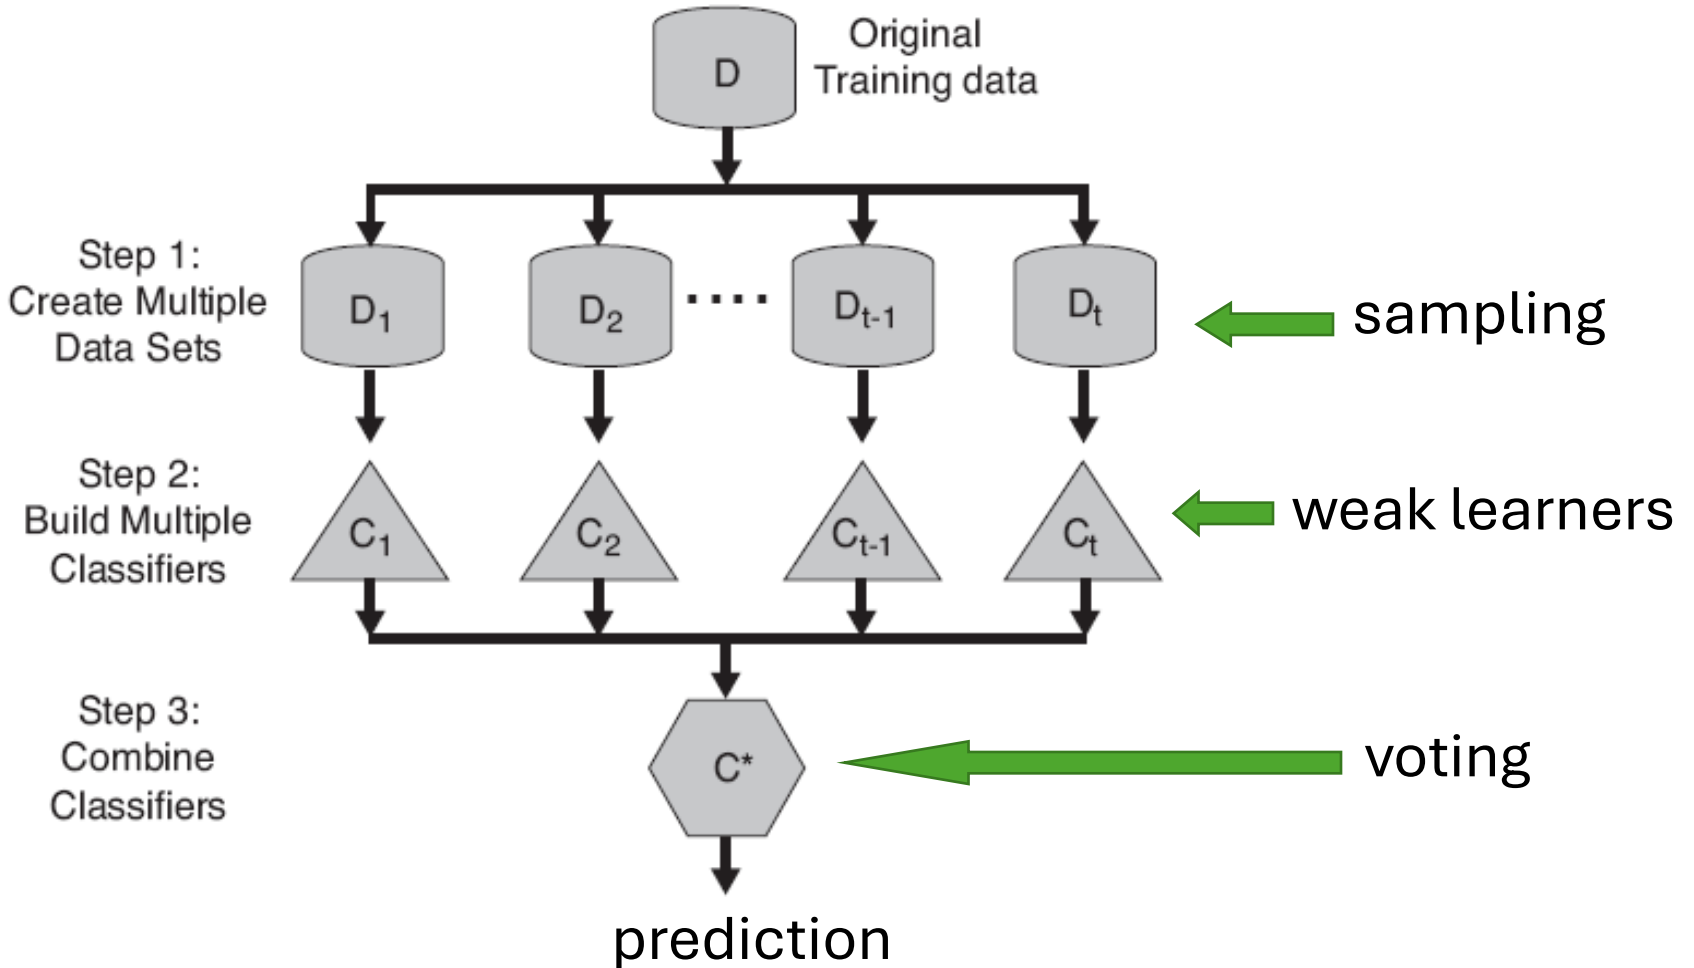 D
Original
Training data
Step 1:
Create Multiple
Data Sets
D1
D2
....
Dt-1
Dt
sampling
Step 2:
Build Multiple
Classifiers
C1
C2
Ct-1
Ct
weak learners
Step 3:
Combine
Classifiers
C*
voting
prediction